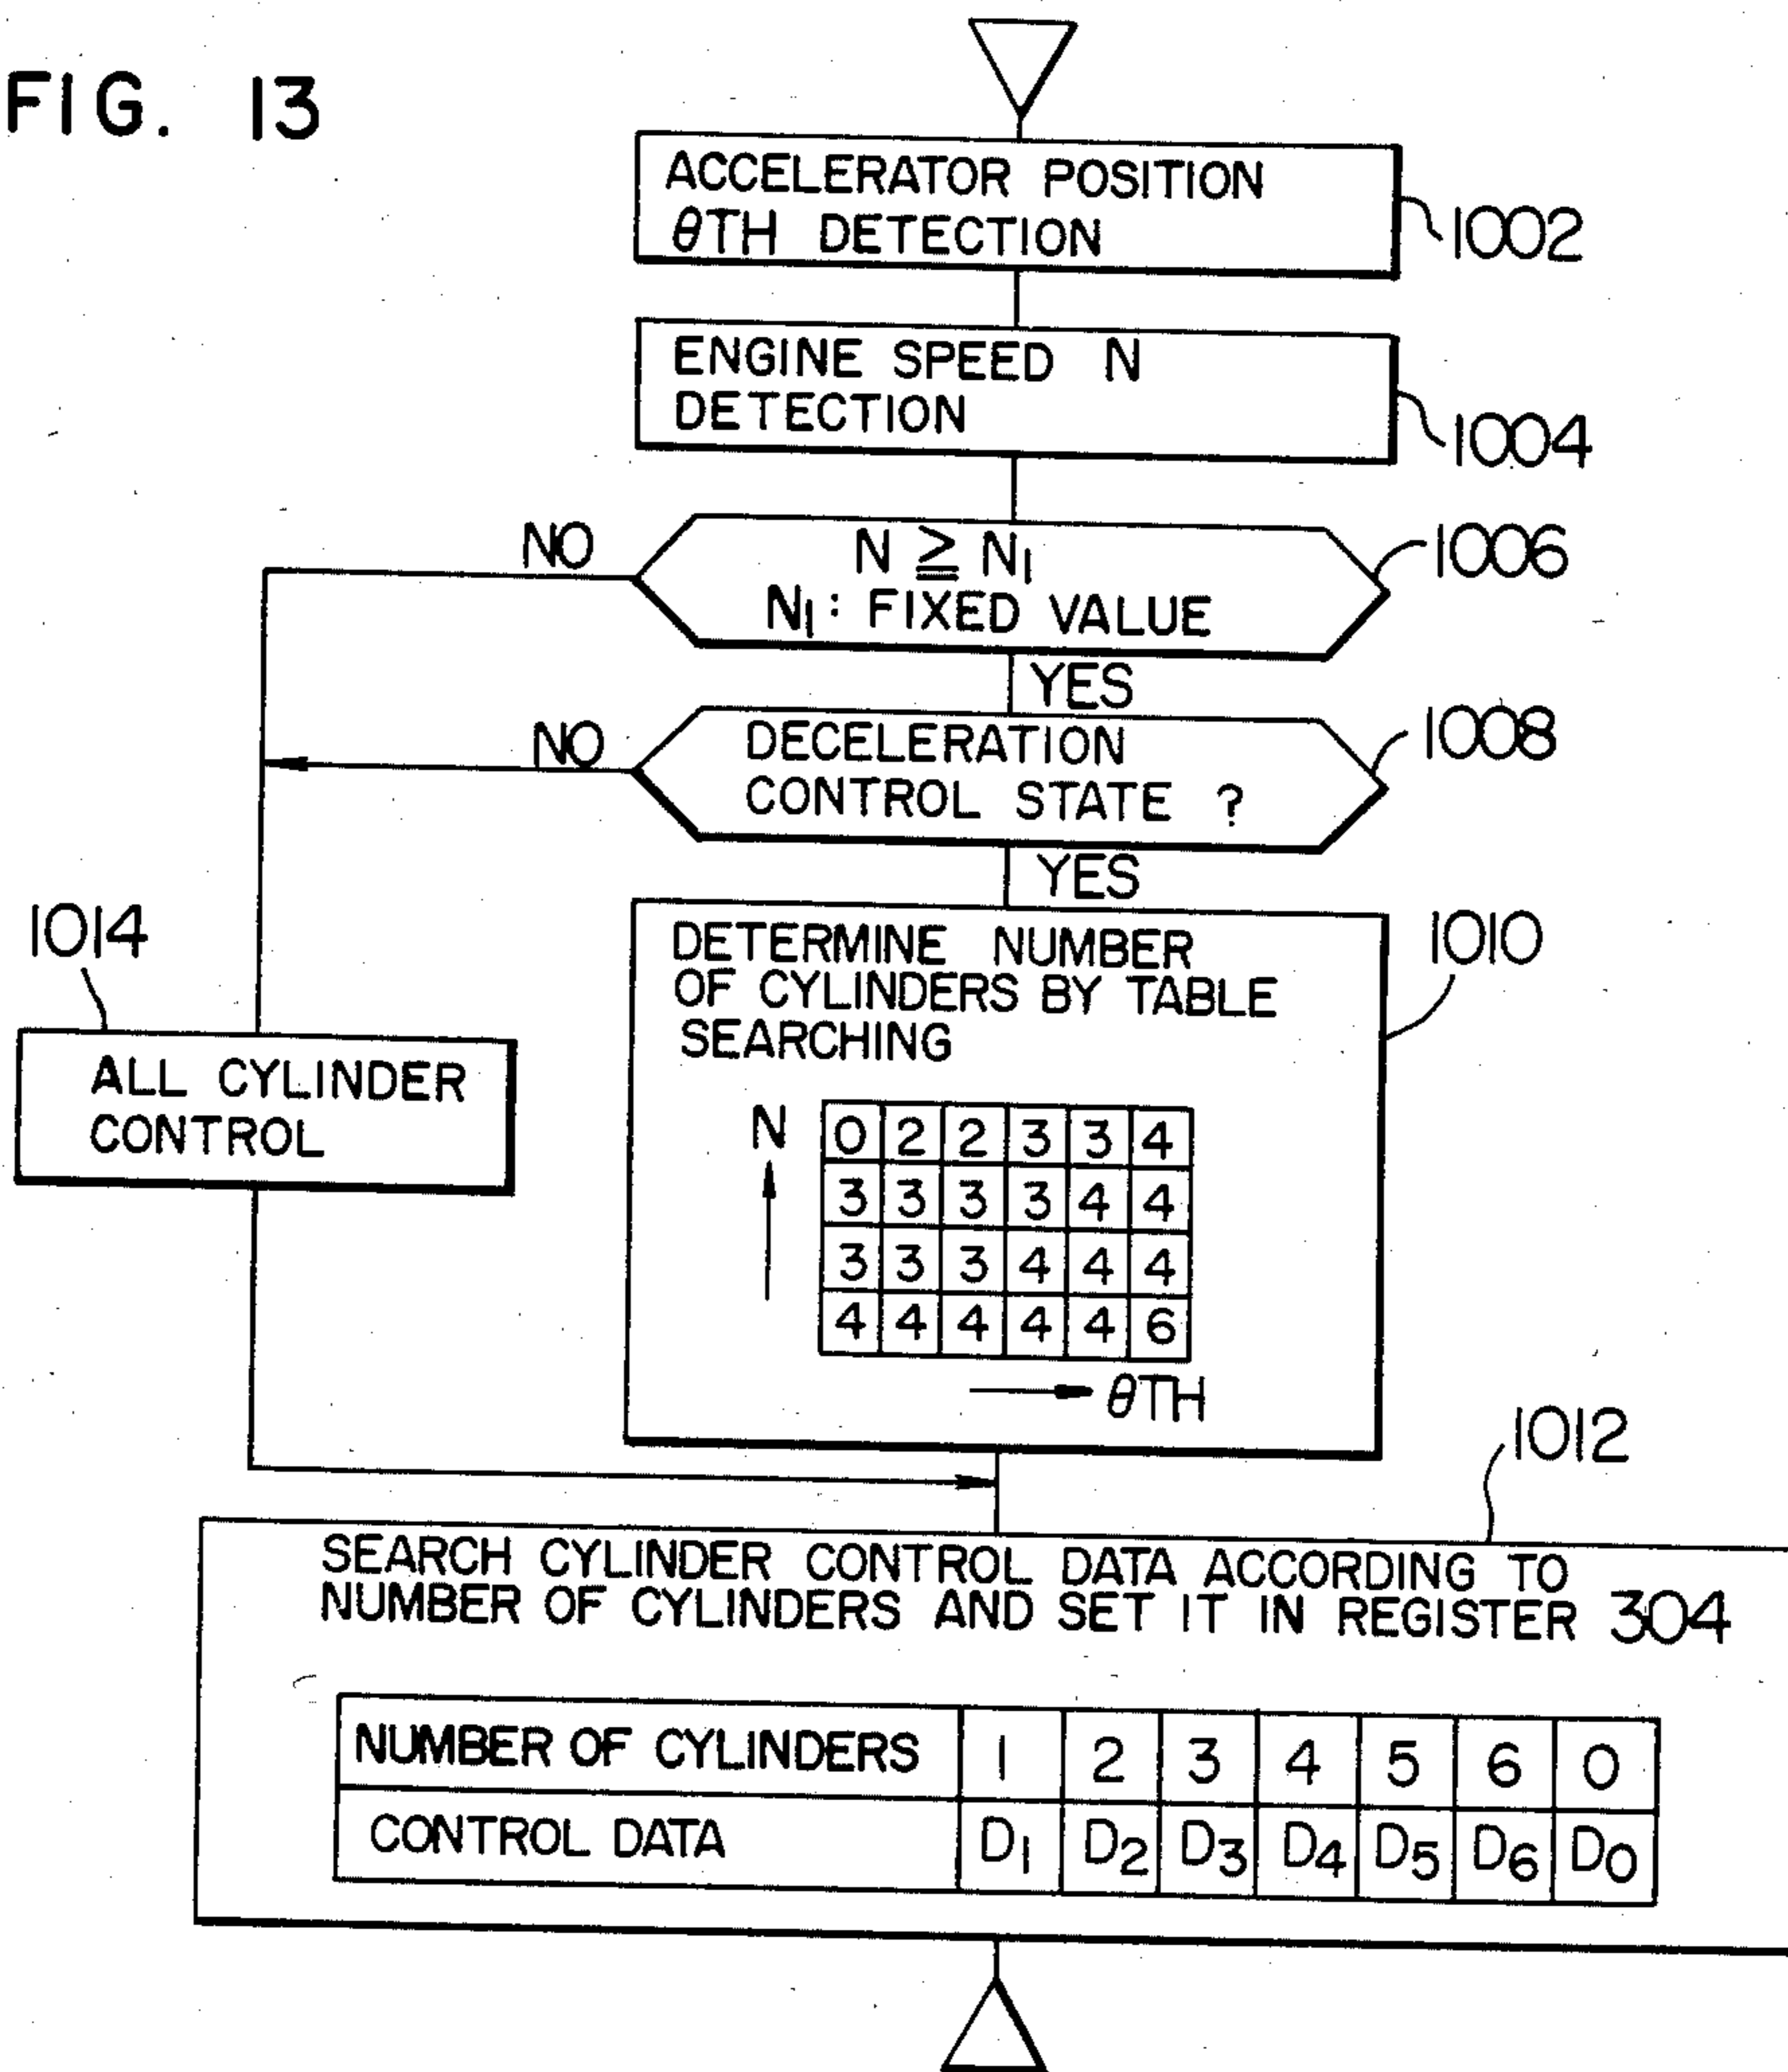 FIG. 13
ACCELERATOR POSITION
θTH DETECTION
1002
ENGINE SPEED N
DETECTION
1004
NO
N ≧ N1
N1: FIXED VALUE
1006
YES
NO
DECELERATION
CONTROL STATE ?
1008
YES
1014
ALL CYLINDER
CONTROL
DETERMINE NUMBER
OF CYLINDERS BY TABLE
SEARCHING
1010
N
0 2 2 3 3 4
3 3 3 3 4 4
3 3 3 4 4 4
4 4 4 4 4 6
θTH
1012
SEARCH CYLINDER CONTROL DATA ACCORDING TO
NUMBER OF CYLINDERS AND SET IT IN REGISTER 304
NUMBER OF CYLINDERS 1 2 3 4 5 6 0
CONTROL DATA D1 D2 D3 D4 D5 D6 D0